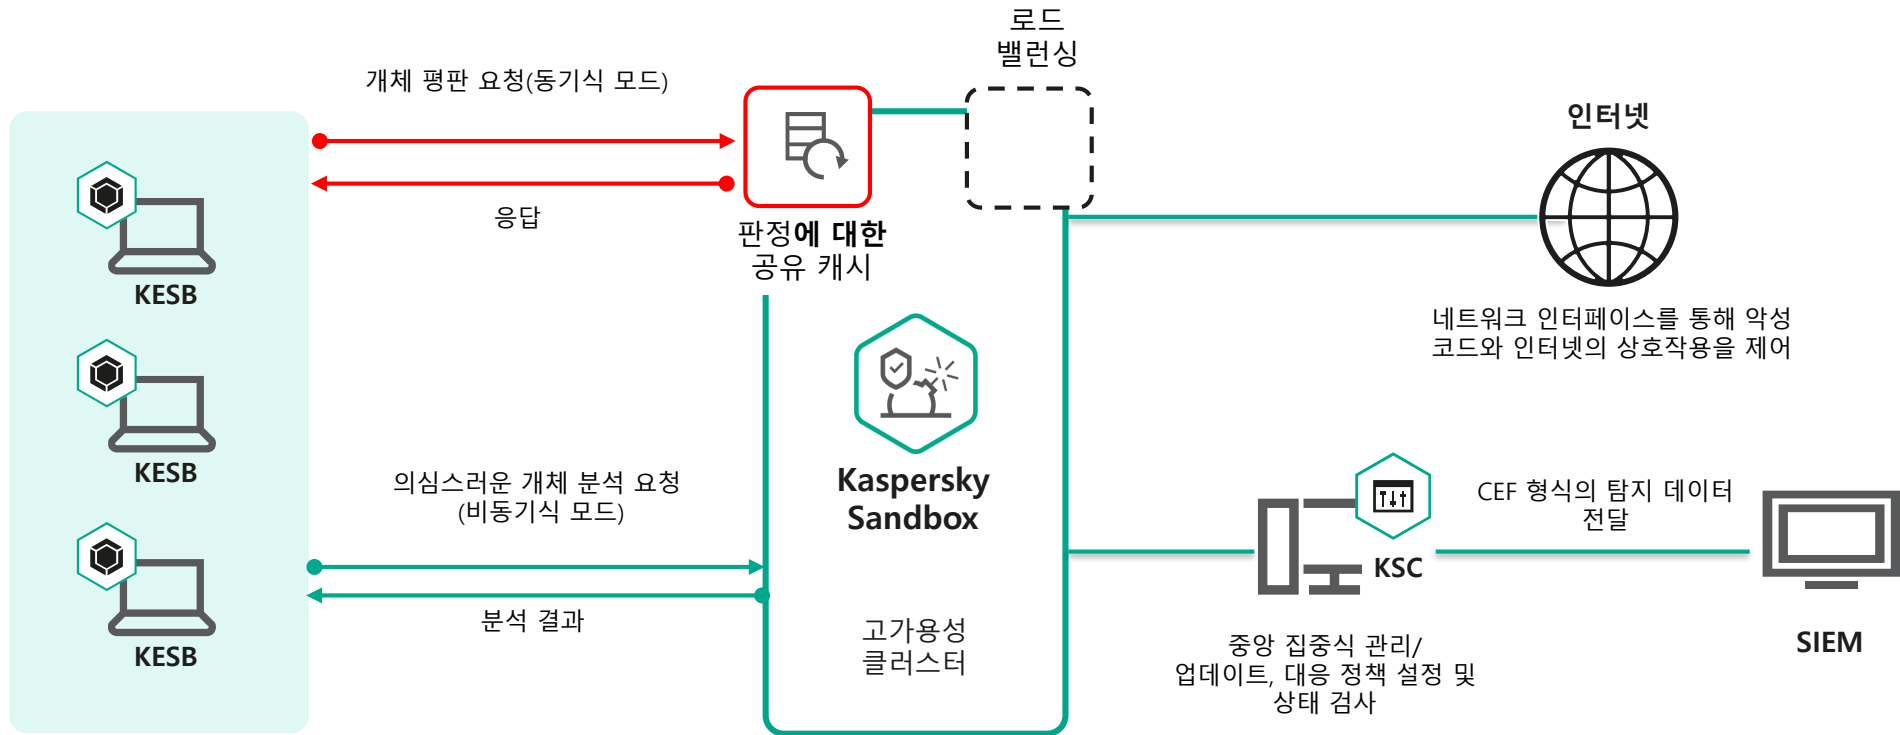 로드
밸런싱
개체 평판 요청(동기식 모드)
응답
판정에 대한
공유 캐시
인터넷
네트워크 인터페이스를 통해 악성
코드와 인터넷의 상호작용을 제어
KESB
KESB
KESB
의심스러운 개체 분석 요청
(비동기식 모드)
분석 결과
Kaspersky
Sandbox
고가용성
클러스터
KSC
중앙 집중식 관리/
업데이트, 대응 정책 설정 및
상태 검사
CEF 형식의 탐지 데이터
전달
SIEM